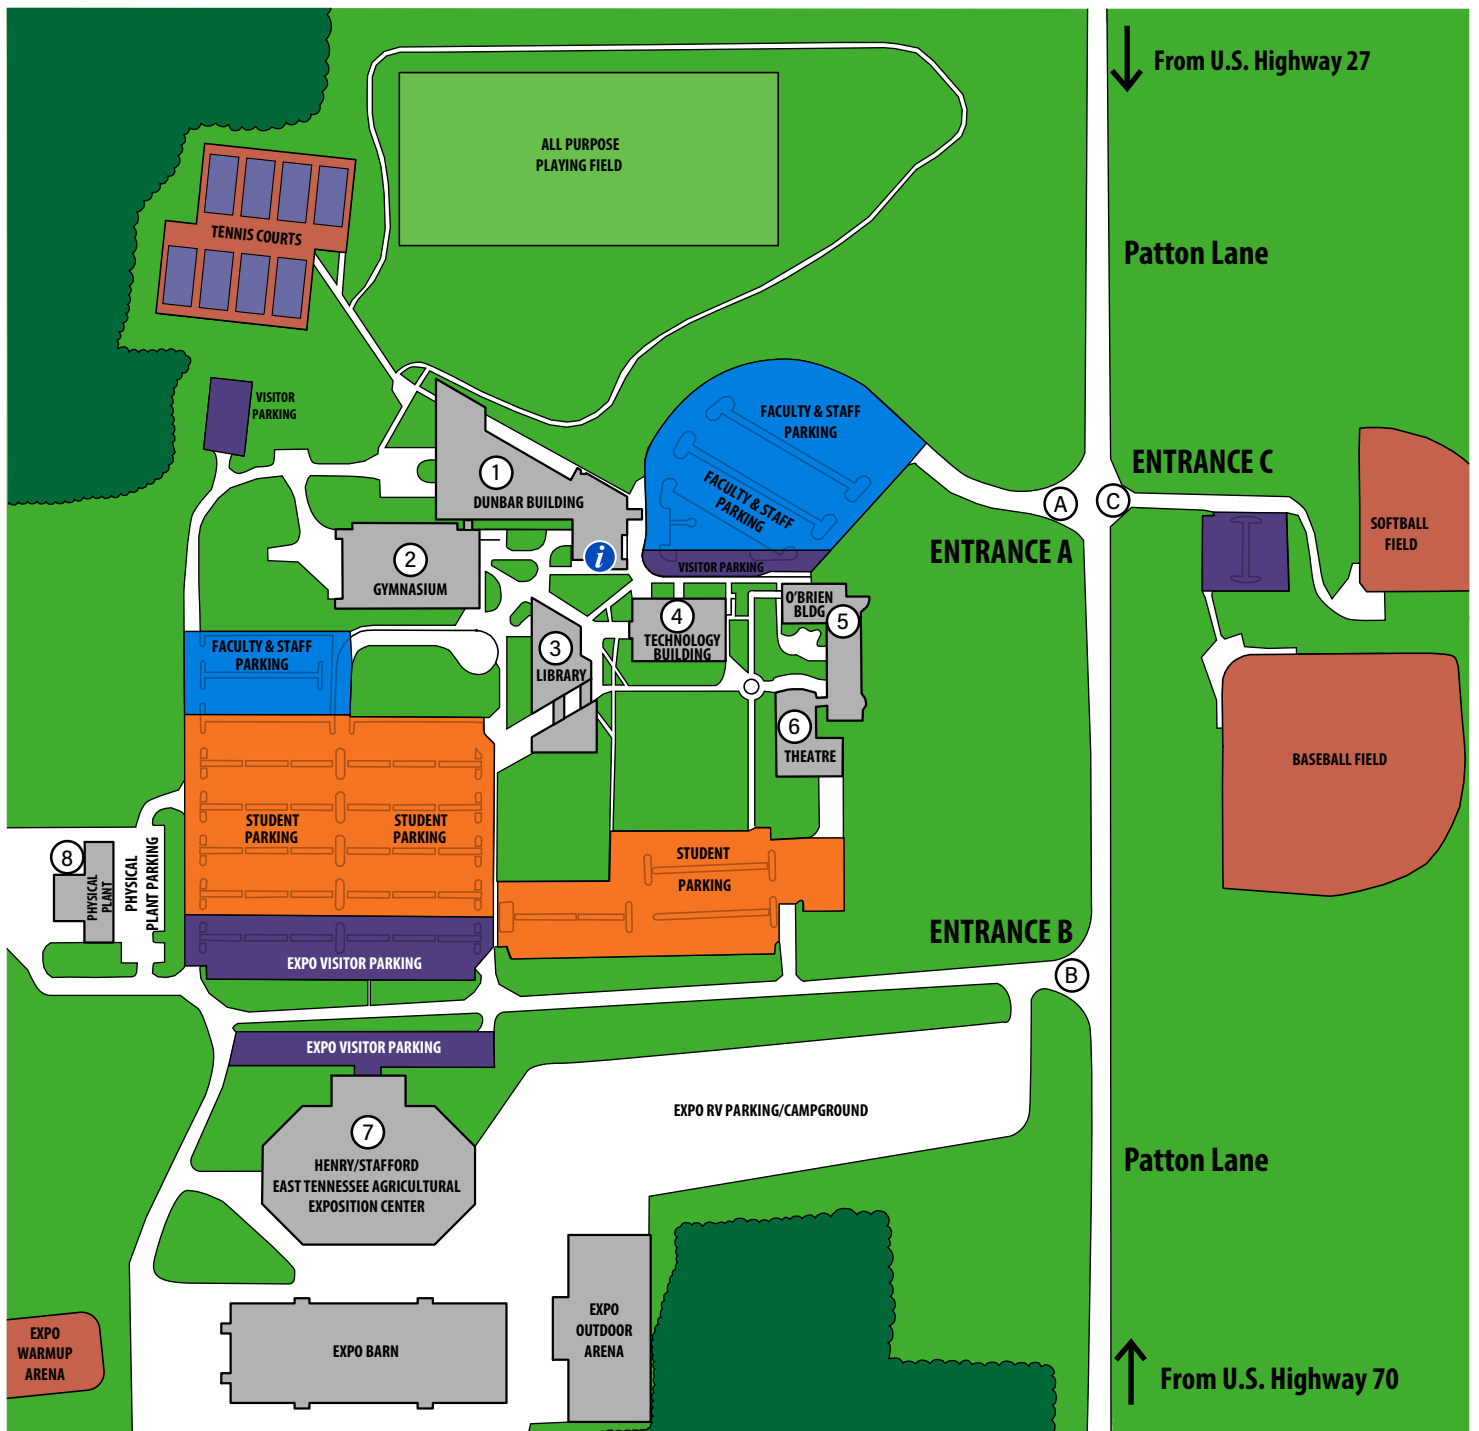 From U.S. Highway 27
ALL PURPOSE
PLAYING FIELD
TENNIS COURTS
Patton Lane
VISITOR
PARKING
FACULTY & STAFF
PARKING
FACULTY & STAFF
PARKING
ENTRANCE C
1
DUNBAR BUILDING
A
C
SOFTBALL
FIELD
ENTRANCE A
i
VISITOR PARKING
2
GYMNASIUM
O'BRIEN
BLDG
5
4
TECHNOLOGY
BUILDING
3
LIBRARY
FACULTY & STAFF
PARKING
6
THEATRE
BASEBALL FIELD
STUDENT
PARKING
STUDENT
PARKING
STUDENT
PARKING
8
PHYSICAL
PLANT
PHYSICAL
PLANT PARKING
ENTRANCE B
B
EXPO VISITOR PARKING
EXPO VISITOR PARKING
EXPO RV PARKING/CAMPGROUND
7
HENRY/STAFFORD
EAST TENNESSEE AGRICULTURAL
EXPOSITION CENTER
Patton Lane
EXPO
OUTDOOR
ARENA
EXPO BARN
EXPO
WARMUP
ARENA
From U.S. Highway 70